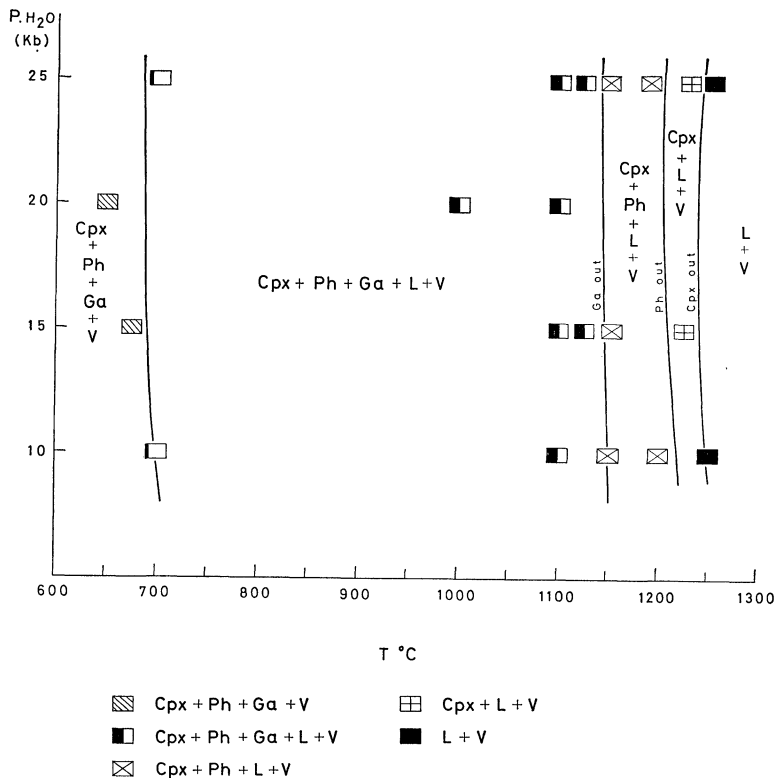 P.H₂O
(Kb)
25
20
15
10
Cpx
+
Ph
+
Ga
+
V
Cpx + Ph + Ga + L + V
Ga out
Cpx
+
Ph
+
L
+
V
Ph out
Cpx
+
L
+
V
Cpx out
L
+
V
600 700 800 900 1000 1100 1200 1300
T °C
Cpx + Ph + Ga + V
Cpx + Ph + Ga + L + V
Cpx + Ph + L + V
Cpx + L + V
L + V